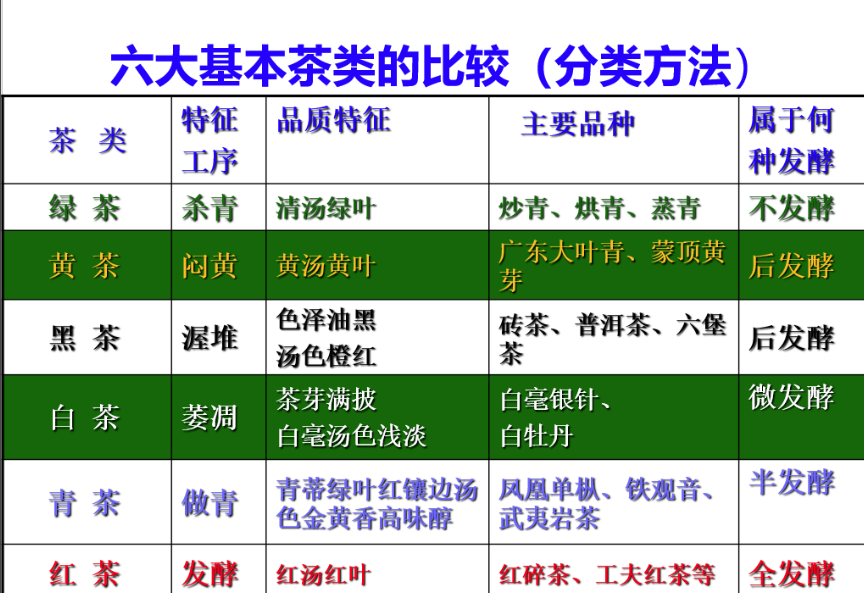 六大基本茶类的比较（分类方法）
茶 类
特征
工序
品质特征
主要品种
属于何
种发酵
绿 茶
杀青
清汤绿叶
炒青、烘青、蒸青
不发酵
黄 茶
闷黄
黄汤黄叶
广东大叶青、蒙顶黄
芽
后发酵
黑 茶
渥堆
色泽油黑
汤色橙红
砖茶、普洱茶、六堡
茶
后发酵
白 茶
萎凋
茶芽满披
白毫汤色浅淡
白毫银针、
白牡丹
微发酵
青 茶
做青
青蒂绿叶红镶边汤
色金黄香高味醇
凤凰单枞、铁观音、
武夷岩茶
半发酵
红 茶
发酵
红汤红叶
红碎茶、工夫红茶等
全发酵